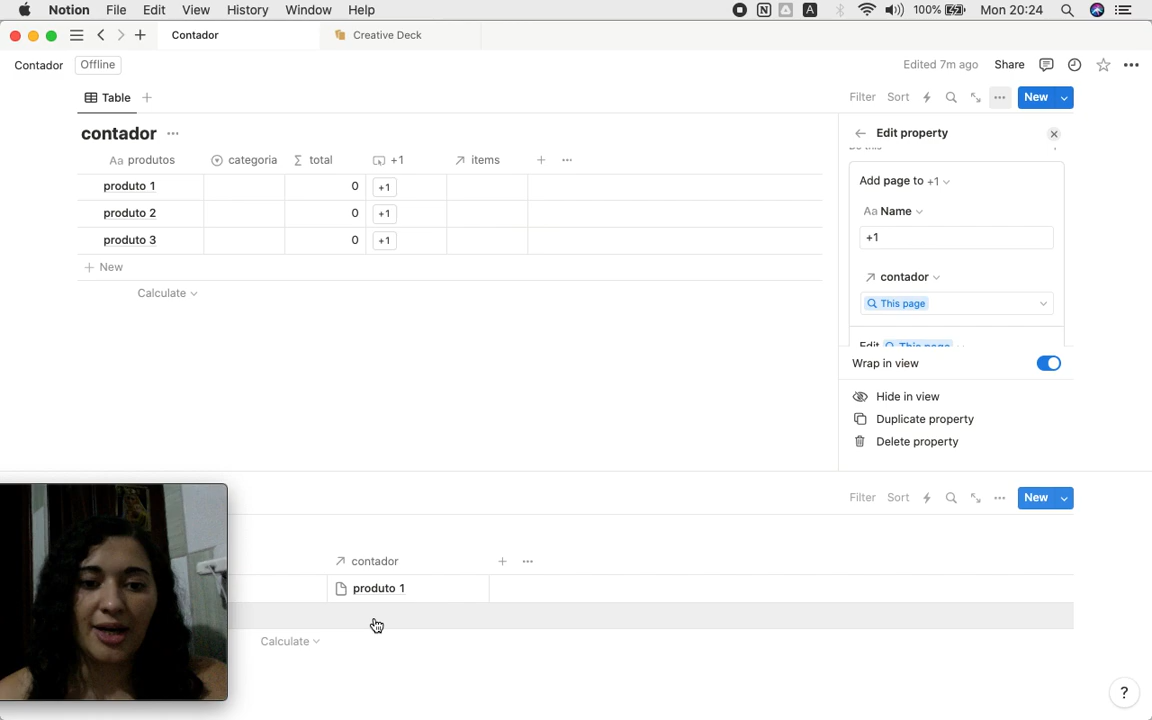 Notion File Edit View History Window Help 100% Mon 20:24
Contador Creative Deck
Contador Offline Edited 7m ago Share
Table Filter Sort New
contador Edit property
Aa produtos categoria Σ total +1 items
produto 1 0 +1
produto 2 0 +1
produto 3 0 +1
New
Calculate
Add page to +1
Aa Name
+1
contador
This page
Edit This page
Wrap in view
Hide in view
Duplicate property
Delete property
Filter Sort New
contador
produto 1
Calculate
?